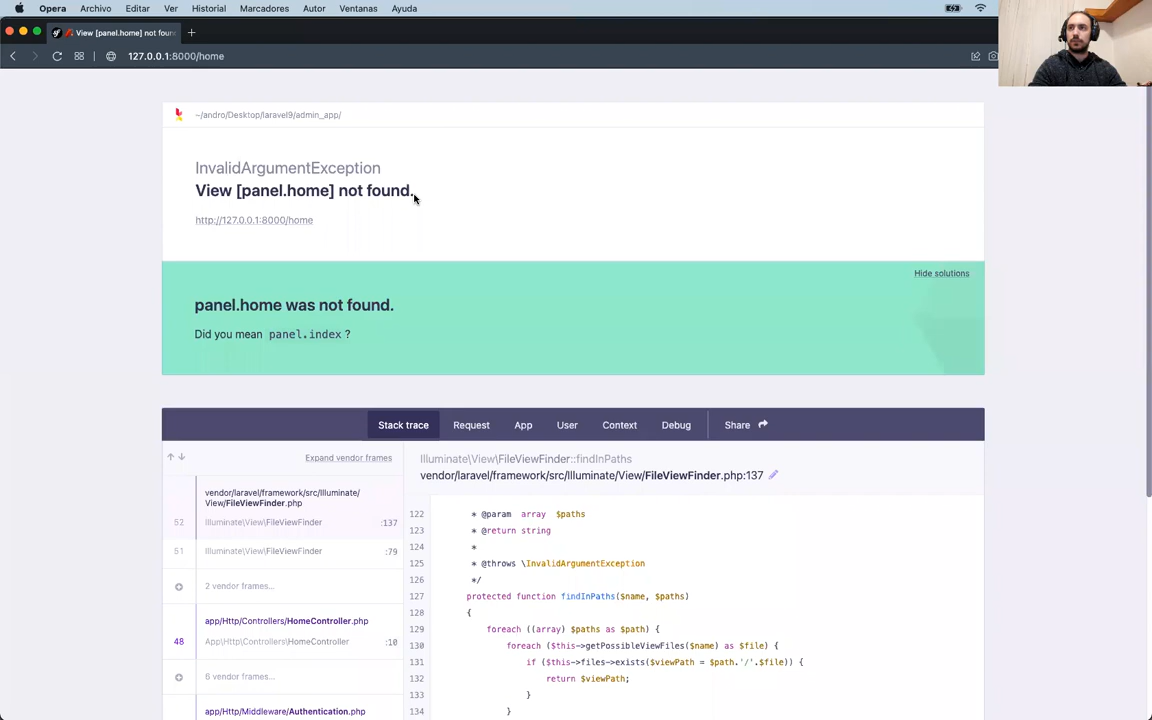 Opera Archivo Editar Ver Historial Marcadores Autor Ventanas Ayuda
View [panel.home] not foun
127.0.0.1:8000/home
~/andro/Desktop/laravel9/admin_app/
InvalidArgumentException
View [panel.home] not found.
http://127.0.0.1:8000/home
Hide solutions
panel.home was not found.
Did you mean panel.index ?
Stack trace Request App User Context Debug Share
Expand vendor frames
vendor/laravel/framework/src/Illuminate/
View/FileViewFinder.php
52 Illuminate\View\FileViewFinder :137
51 Illuminate\View\FileViewFinder :79
2 vendor frames...
app/Http/Controllers/HomeController.php
48 App\Http\Controllers\HomeController :10
6 vendor frames...
app/Http/Middleware/Authentication.php
Illuminate\View\FileViewFinder::findInPaths
vendor/laravel/framework/src/Illuminate/View/FileViewFinder.php:137
122 * @param array $paths
123 * @return string
124 *
125 * @throws \InvalidArgumentException
126 */
127 protected function findInPaths($name, $paths)
128 {
129 foreach ((array) $paths as $path) {
130 foreach ($this->getPossibleViewFiles($name) as $file) {
131 if ($this->files->exists($viewPath = $path.'/'.$file)) {
132 return $viewPath;
133 }
134 }